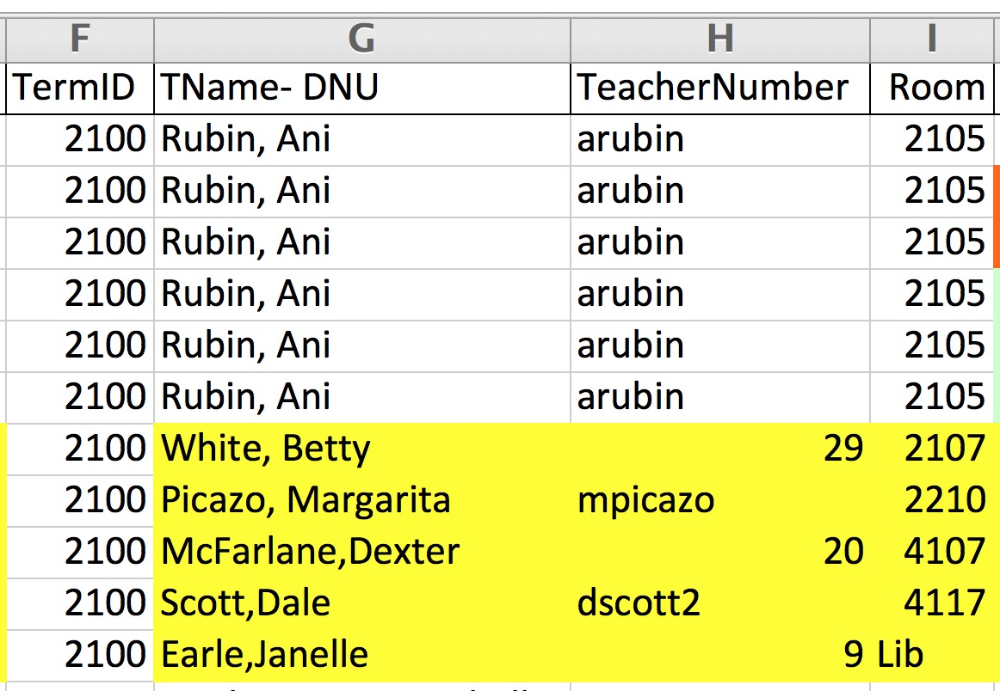 F G H I
TermID TName- DNU TeacherNumber Room
2100 Rubin, Ani arubin 2105
2100 Rubin, Ani arubin 2105
2100 Rubin, Ani arubin 2105
2100 Rubin, Ani arubin 2105
2100 Rubin, Ani arubin 2105
2100 Rubin, Ani arubin 2105
2100 White, Betty 29 2107
2100 Picazo, Margarita mpicazo 2210
2100 McFarlane,Dexter 20 4107
2100 Scott,Dale dscott2 4117
2100 Earle,Janelle 9 Lib